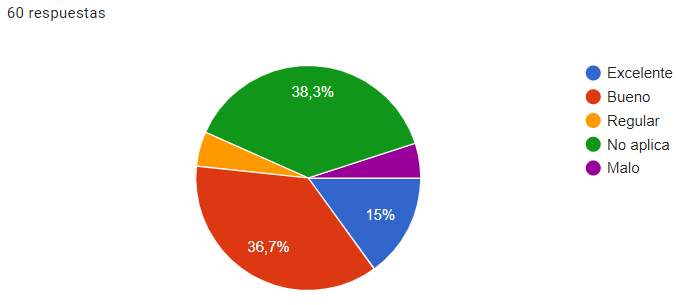 60 respuestas
38,3%
15%
36,7%
Excelente
Bueno
Regular
No aplica
Malo